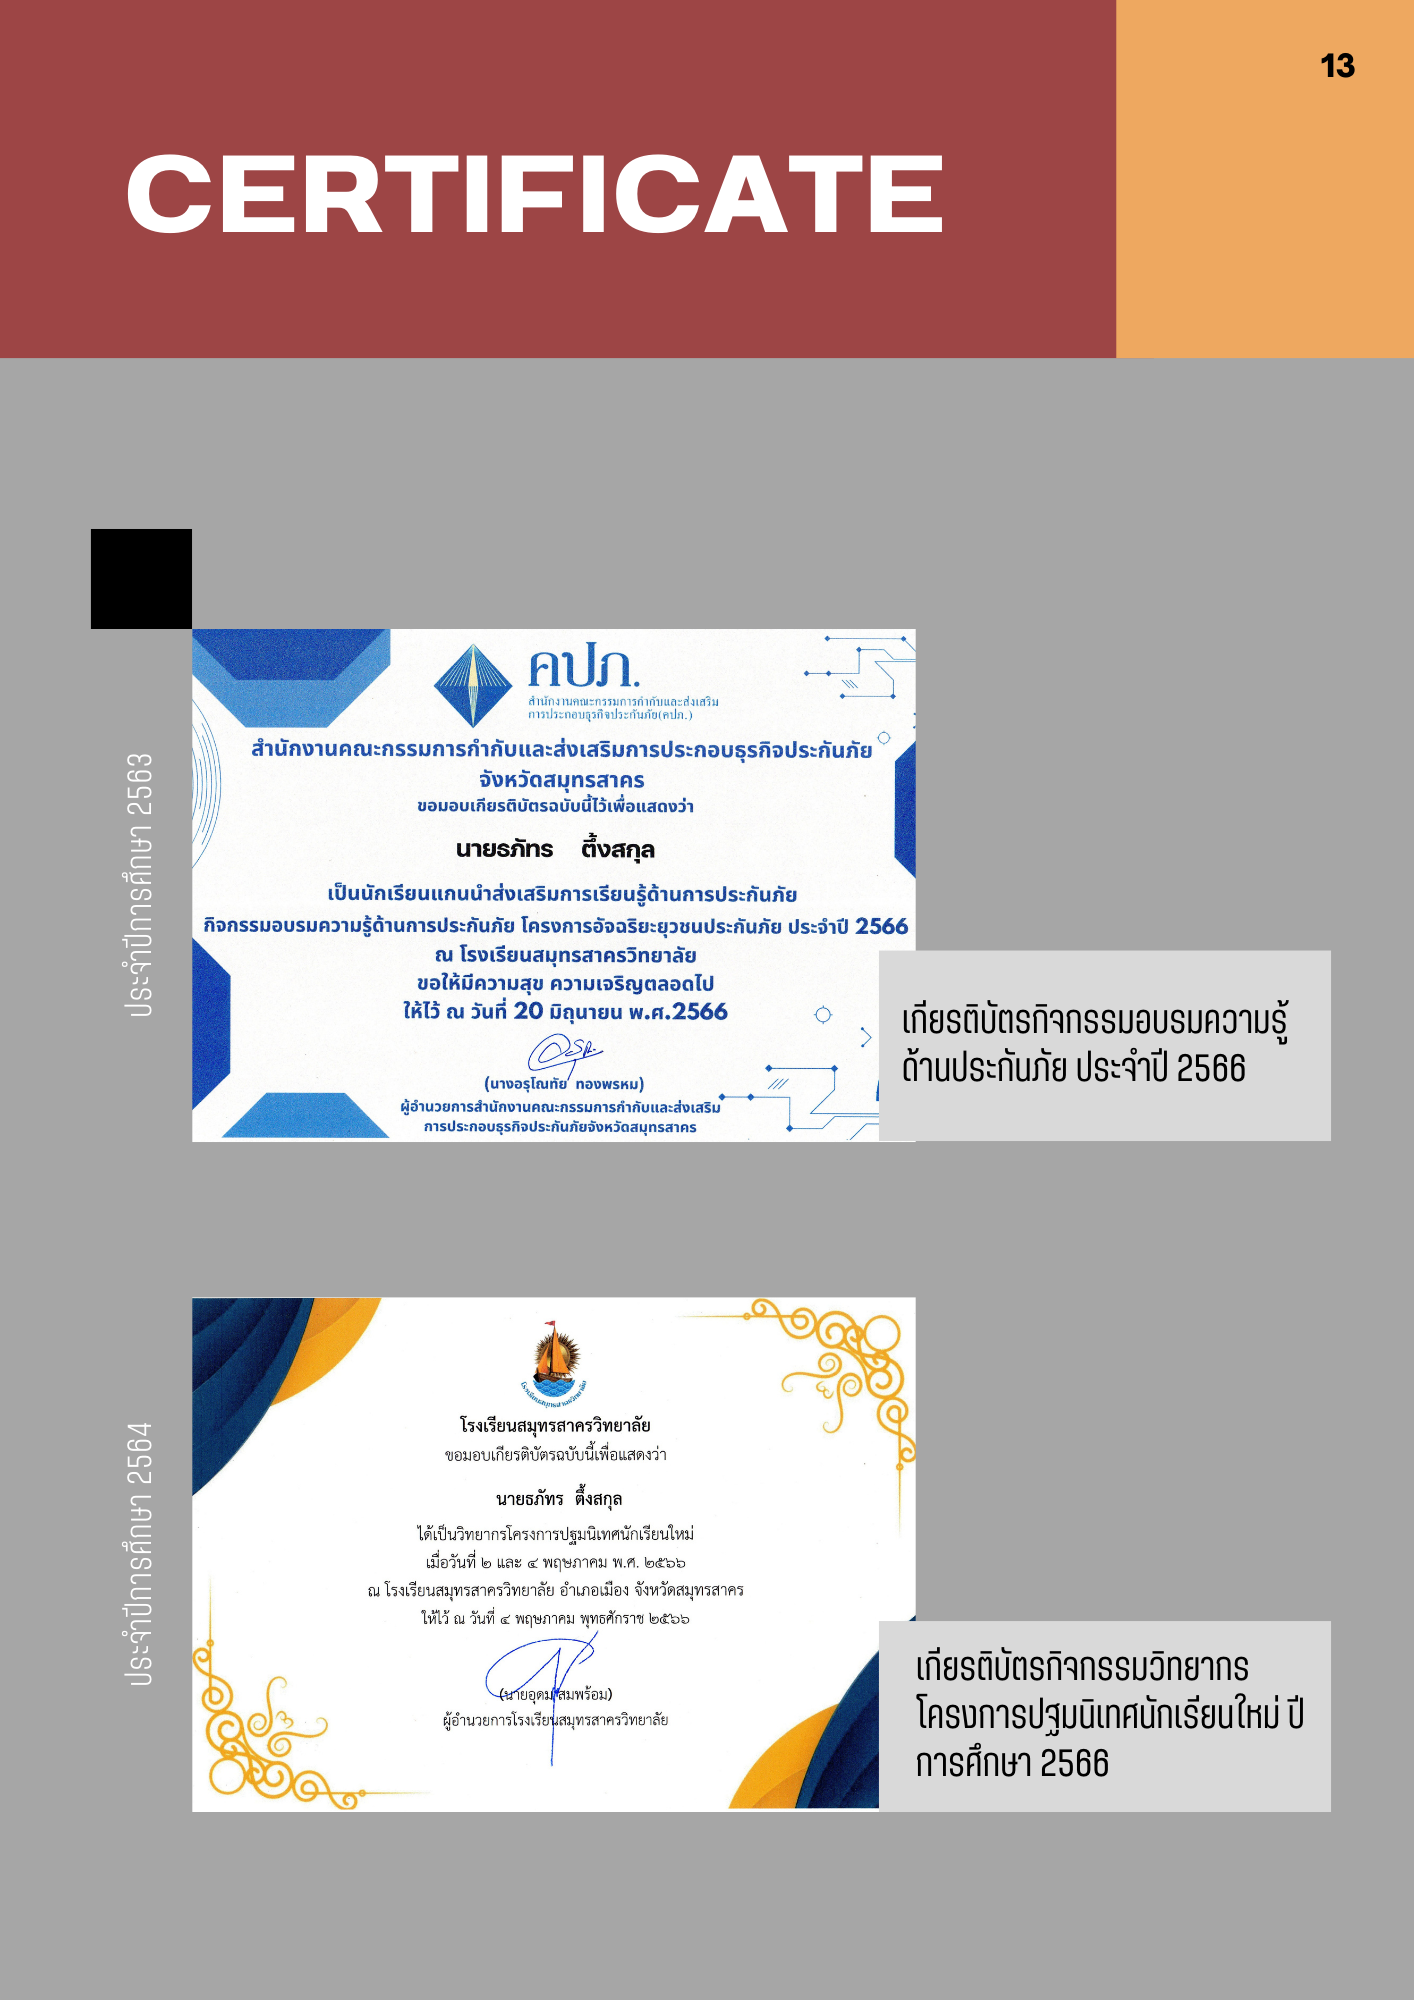 13
CERTIFICATE
ประจำปีการศึกษา 2563
คปภ.
สำนักงานคณะกรรมการกำกับและส่งเสริม
การประกอบธุรกิจประกันภัย(คปภ.)
สำนักงานคณะกรรมการกำกับและส่งเสริมการประกอบธุรกิจประกันภัย
จังหวัดสมุทรสาคร
ขอมอบเกียรติบัตรฉบับนี้ไว้เพื่อแสดงว่า
นายธภัทร ตึ้งสกุล
เป็นนักเรียนแกนนำส่งเสริมการเรียนรู้ด้านการประกันภัย
กิจกรรมอบรมความรู้ด้านการประกันภัย โครงการอัจฉริยะยุวชนประกันภัย ประจำปี 2566
ณ โรงเรียนสมุทรสาครวิทยาลัย
ขอให้มีความสุข ความเจริญตลอดไป
ให้ไว้ ณ วันที่ 20 มิถุนายน พ.ศ.2566
(นางอรุโณทัย ทองพรหม)
ผู้อำนวยการสำนักงานคณะกรรมการกำกับและส่งเสริม
การประกอบธุรกิจประกันภัยจังหวัดสมุทรสาคร
เกียรติบัตรกิจกรรมอบรมความรู้
ด้านประกันภัย ประจำปี 2566
ประจำปีการศึกษา 2564
โรงเรียนสมุทรสาครวิทยาลัย
โรงเรียนสมุทรสาครวิทยาลัย
ขอมอบเกียรติบัตรฉบับนี้เพื่อแสดงว่า
นายธภัทร ตึ้งสกุล
ได้เป็นวิทยากรโครงการปฐมนิเทศนักเรียนใหม่
เมื่อวันที่ ๒ และ ๔ พฤษภาคม พ.ศ. ๒๕๖๖
ณ โรงเรียนสมุทรสาครวิทยาลัย อำเภอเมือง จังหวัดสมุทรสาคร
ให้ไว้ ณ วันที่ ๔ พฤษภาคม พุทธศักราช ๒๕๖๖
(นายอุดม สมพร้อม)
ผู้อำนวยการโรงเรียนสมุทรสาครวิทยาลัย
เกียรติบัตรกิจกรรมวิทยากร
โครงการปฐมนิเทศนักเรียนใหม่ ปี
การศึกษา 2566